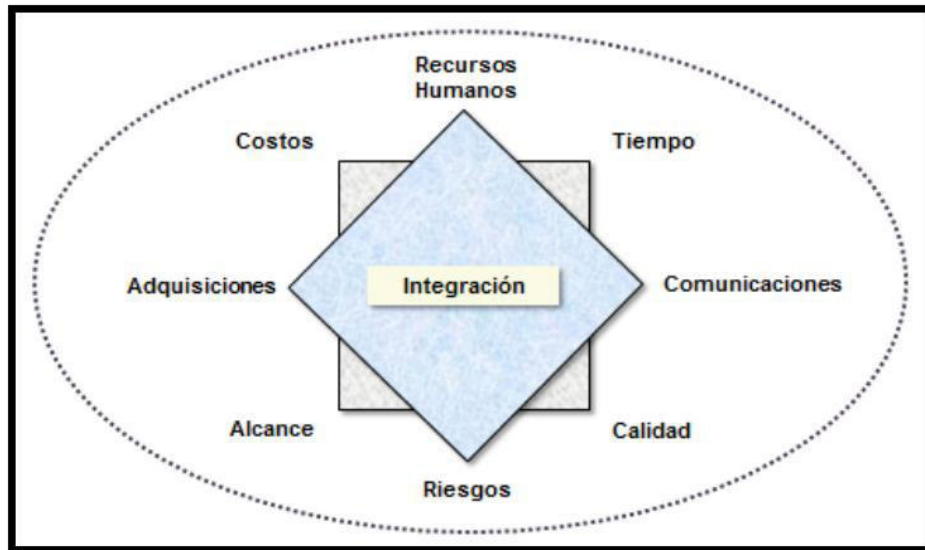 Recursos
Humanos
Costos
Tiempo
Adquisiciones
Integración
Comunicaciones
Alcance
Calidad
Riesgos